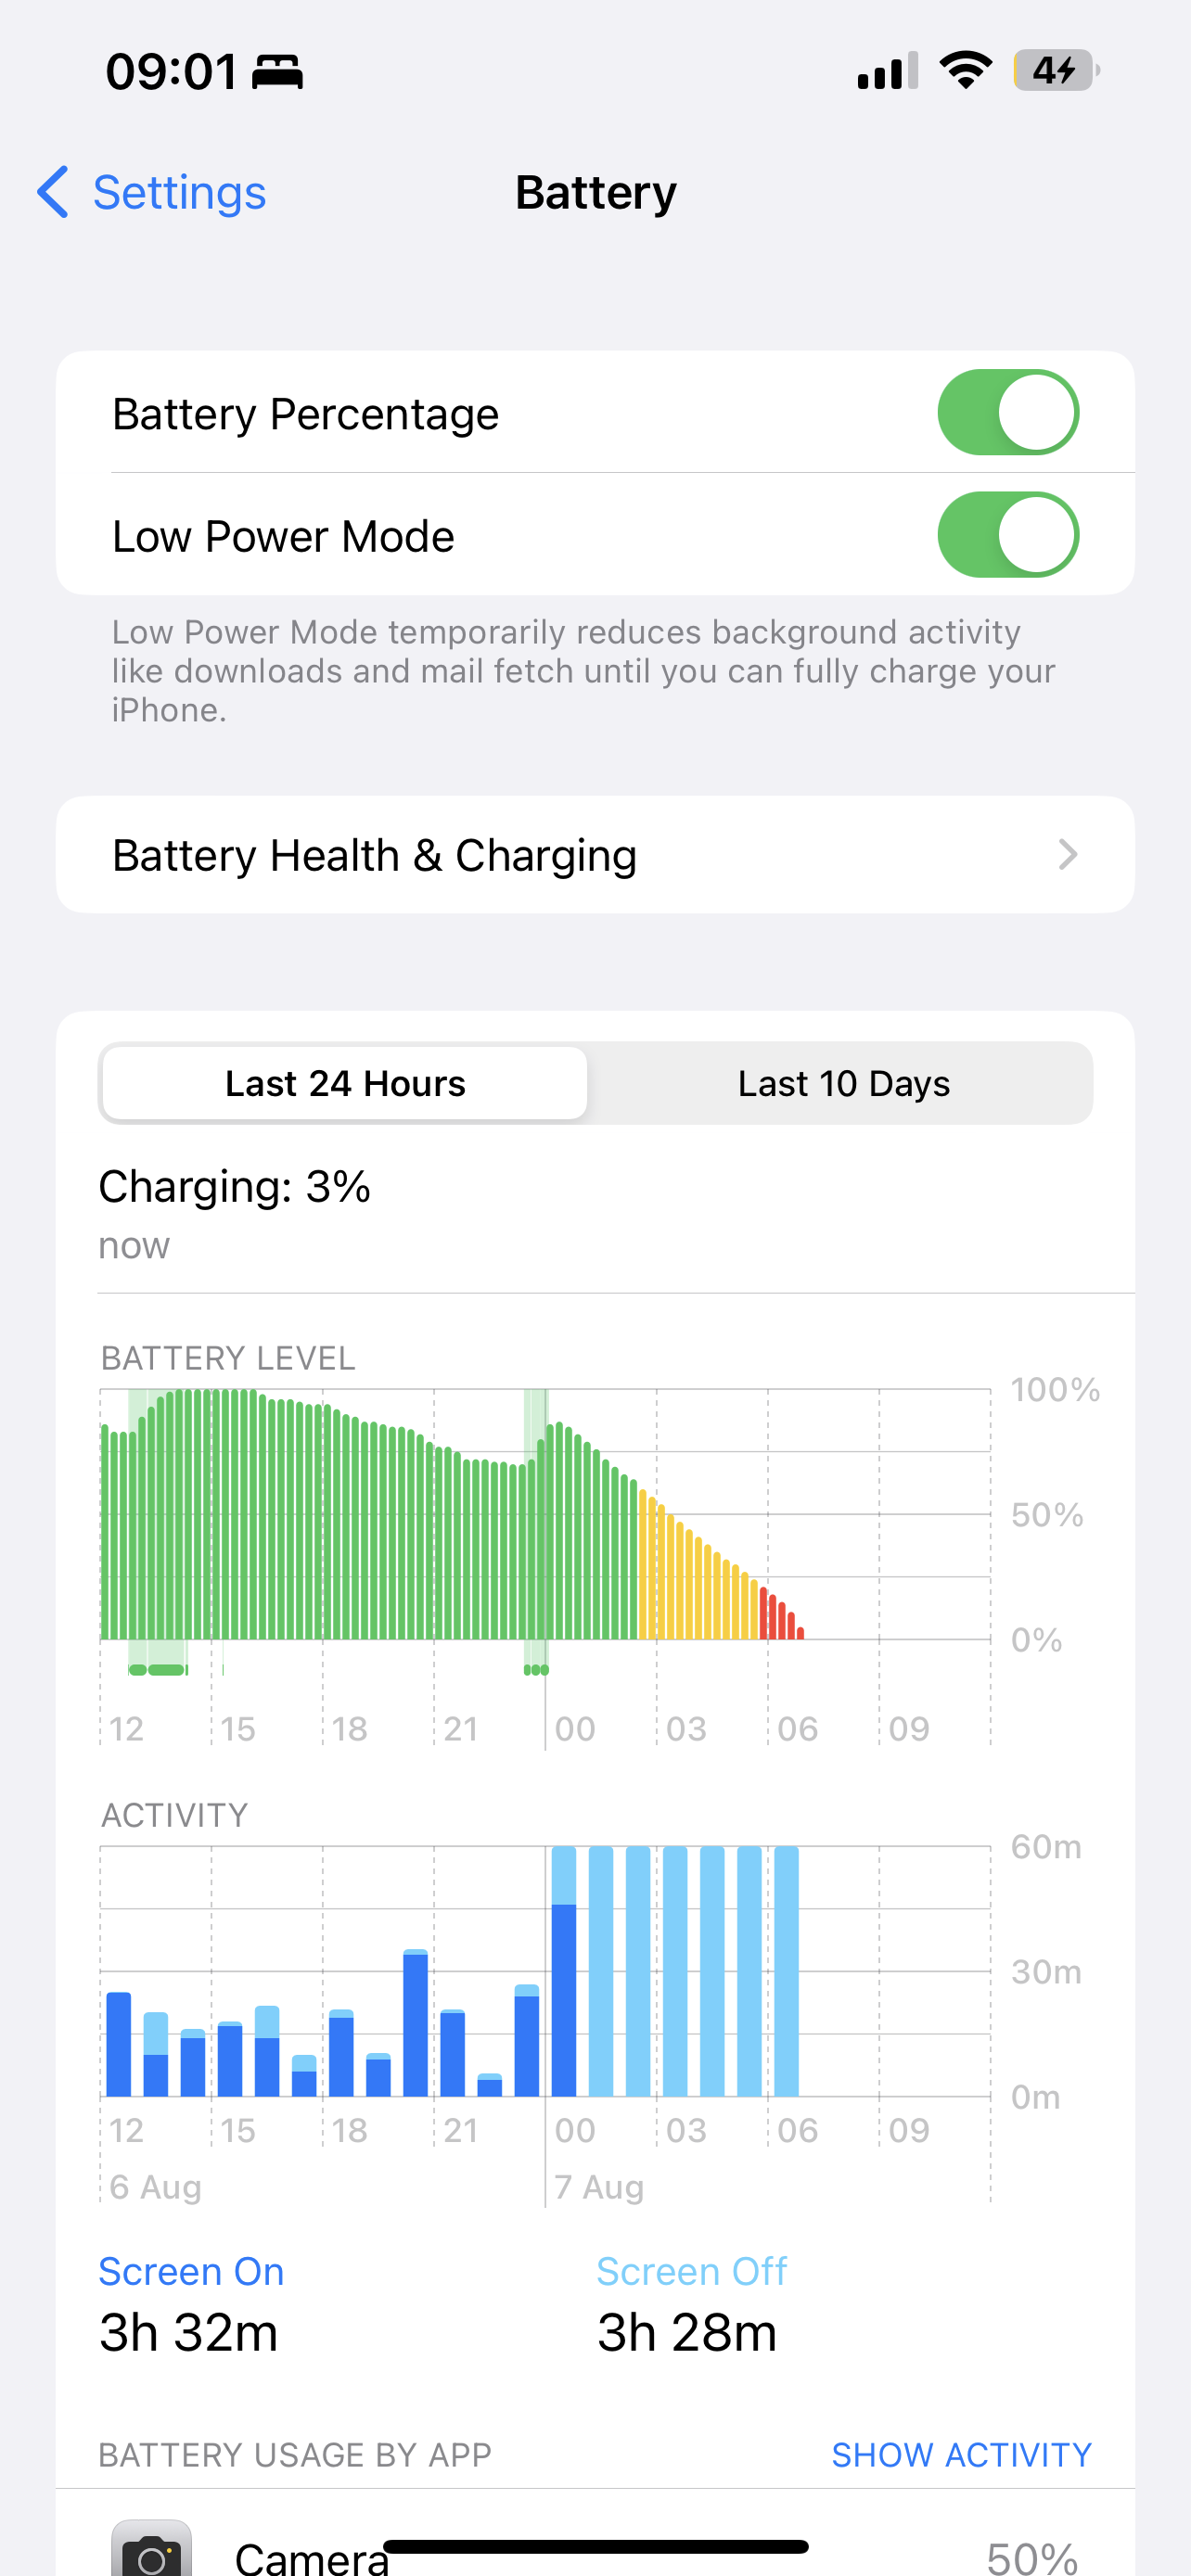 09:01
4
Settings
Battery
Battery Percentage
Low Power Mode
Low Power Mode temporarily reduces background activity
like downloads and mail fetch until you can fully charge your
iPhone.
Battery Health & Charging
Last 24 Hours
Last 10 Days
Charging: 3%
now
BATTERY LEVEL
100%
50%
0%
12 15 18 21 00 03 06 09
ACTIVITY
60m
30m
0m
12 15 18 21 00 03 06 09
6 Aug 7 Aug
Screen On
3h 32m
Screen Off
3h 28m
BATTERY USAGE BY APP
SHOW ACTIVITY
Camera
50%